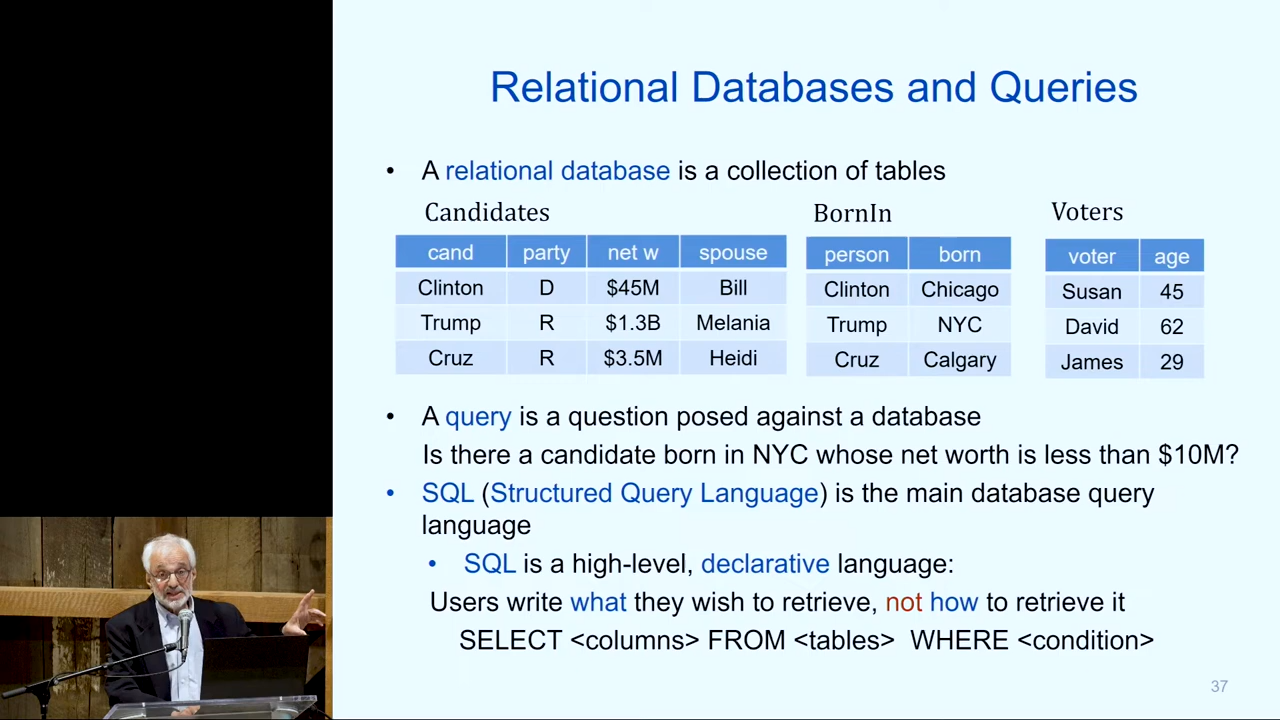 Relational Databases and Queries
• A relational database is a collection of tables
Candidates BornIn Voters
cand party net w spouse person born voter age
Clinton D $45M Bill Clinton Chicago Susan 45
Trump R $1.3B Melania Trump NYC David 62
Cruz R $3.5M Heidi Cruz Calgary James 29
• A query is a question posed against a database
Is there a candidate born in NYC whose net worth is less than $10M?
• SQL (Structured Query Language) is the main database query
language
• SQL is a high-level, declarative language:
Users write what they wish to retrieve, not how to retrieve it
SELECT <columns> FROM <tables> WHERE <condition>
37